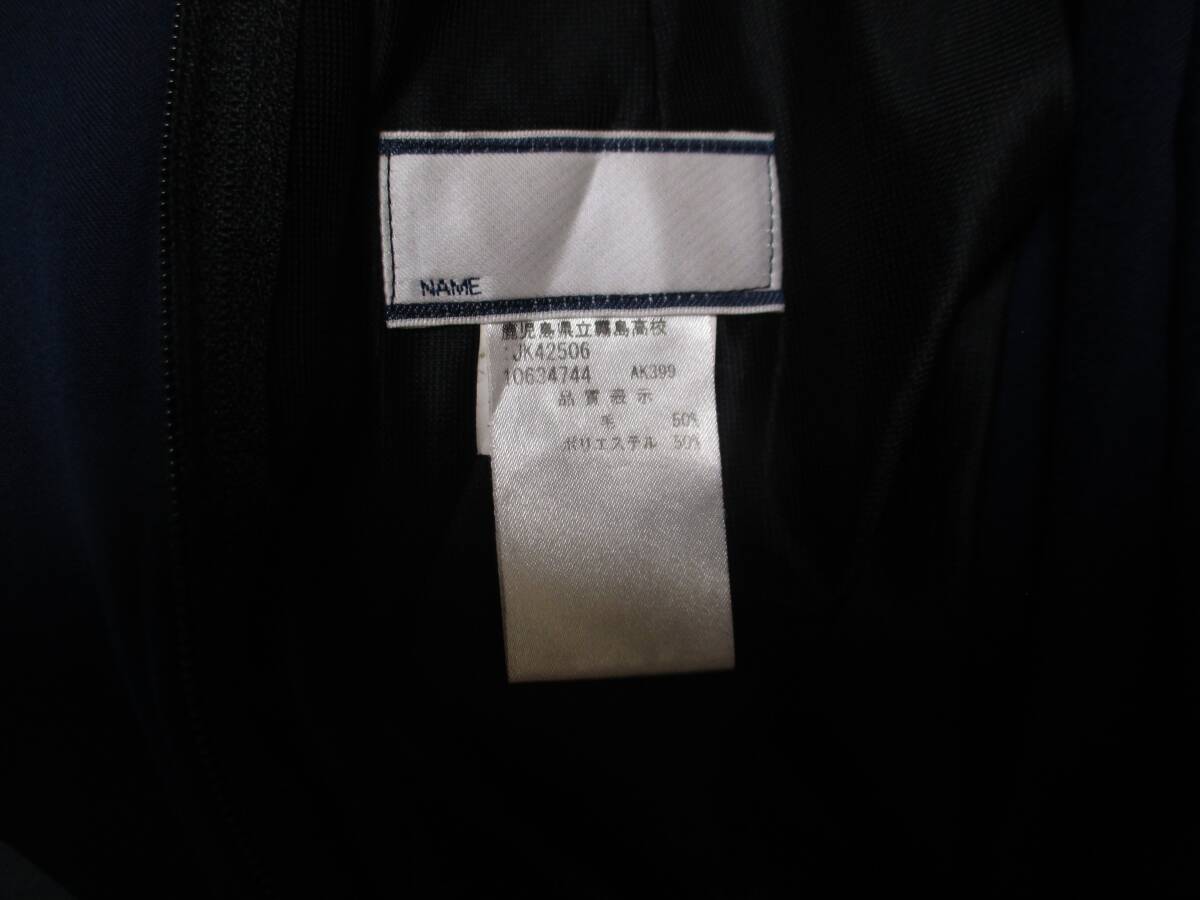 NAME
鹿児島県立霧島高校
:JK42506
10634744 AK399
品質表示
毛 50%
ポリエステル 50%